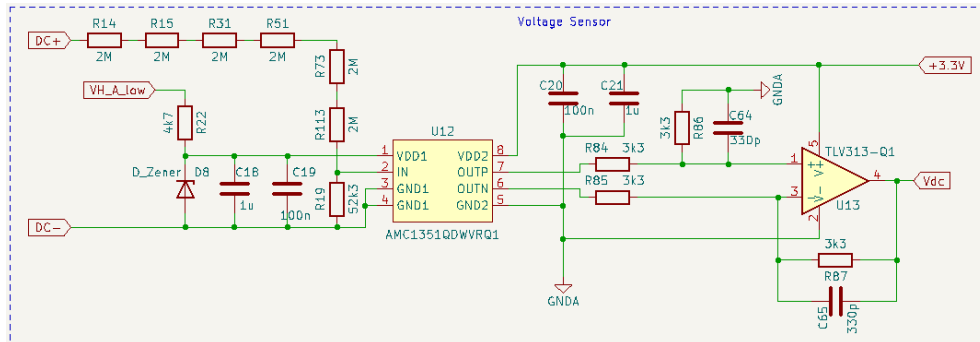 Voltage Sensor
R14
R15
R31
R51
DC+
2M
2M
2M
2M
R73
2M
+3.3V
VH_A_low
C20
100n
C21
1u
GNDA
4k7
R22
R113
2M
3k3
R86
C64
330p
U12
D_Zener
D8
C18
1u
C19
100n
R19
52k3
1
VDD1
VDD2
8
2
IN
OUTP
7
3
GND1
OUTN
6
4
GND1
GND2
5
AMC1351QDWVRQ1
R84
3k3
R85
3k3
TLV313-Q1
5
V+
1
+
3
-
V-
2
4
U13
Vdc
DC-
GNDA
3k3
R87
C65
330p